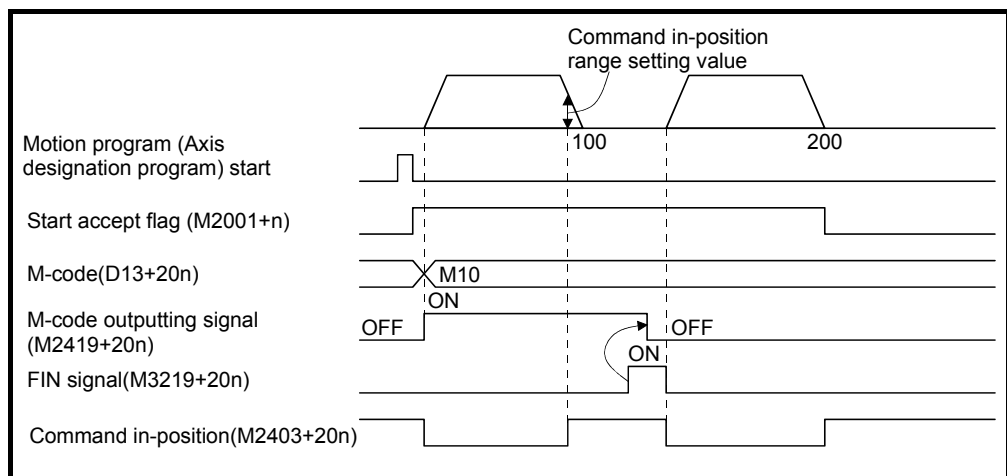 Command in-position
range setting value
100
200
Motion program (Axis
designation program) start
Start accept flag (M2001+n)
M-code(D13+20n)
M10
ON
M-code outputting signal
(M2419+20n)
OFF
OFF
ON
FIN signal(M3219+20n)
Command in-position(M2403+20n)